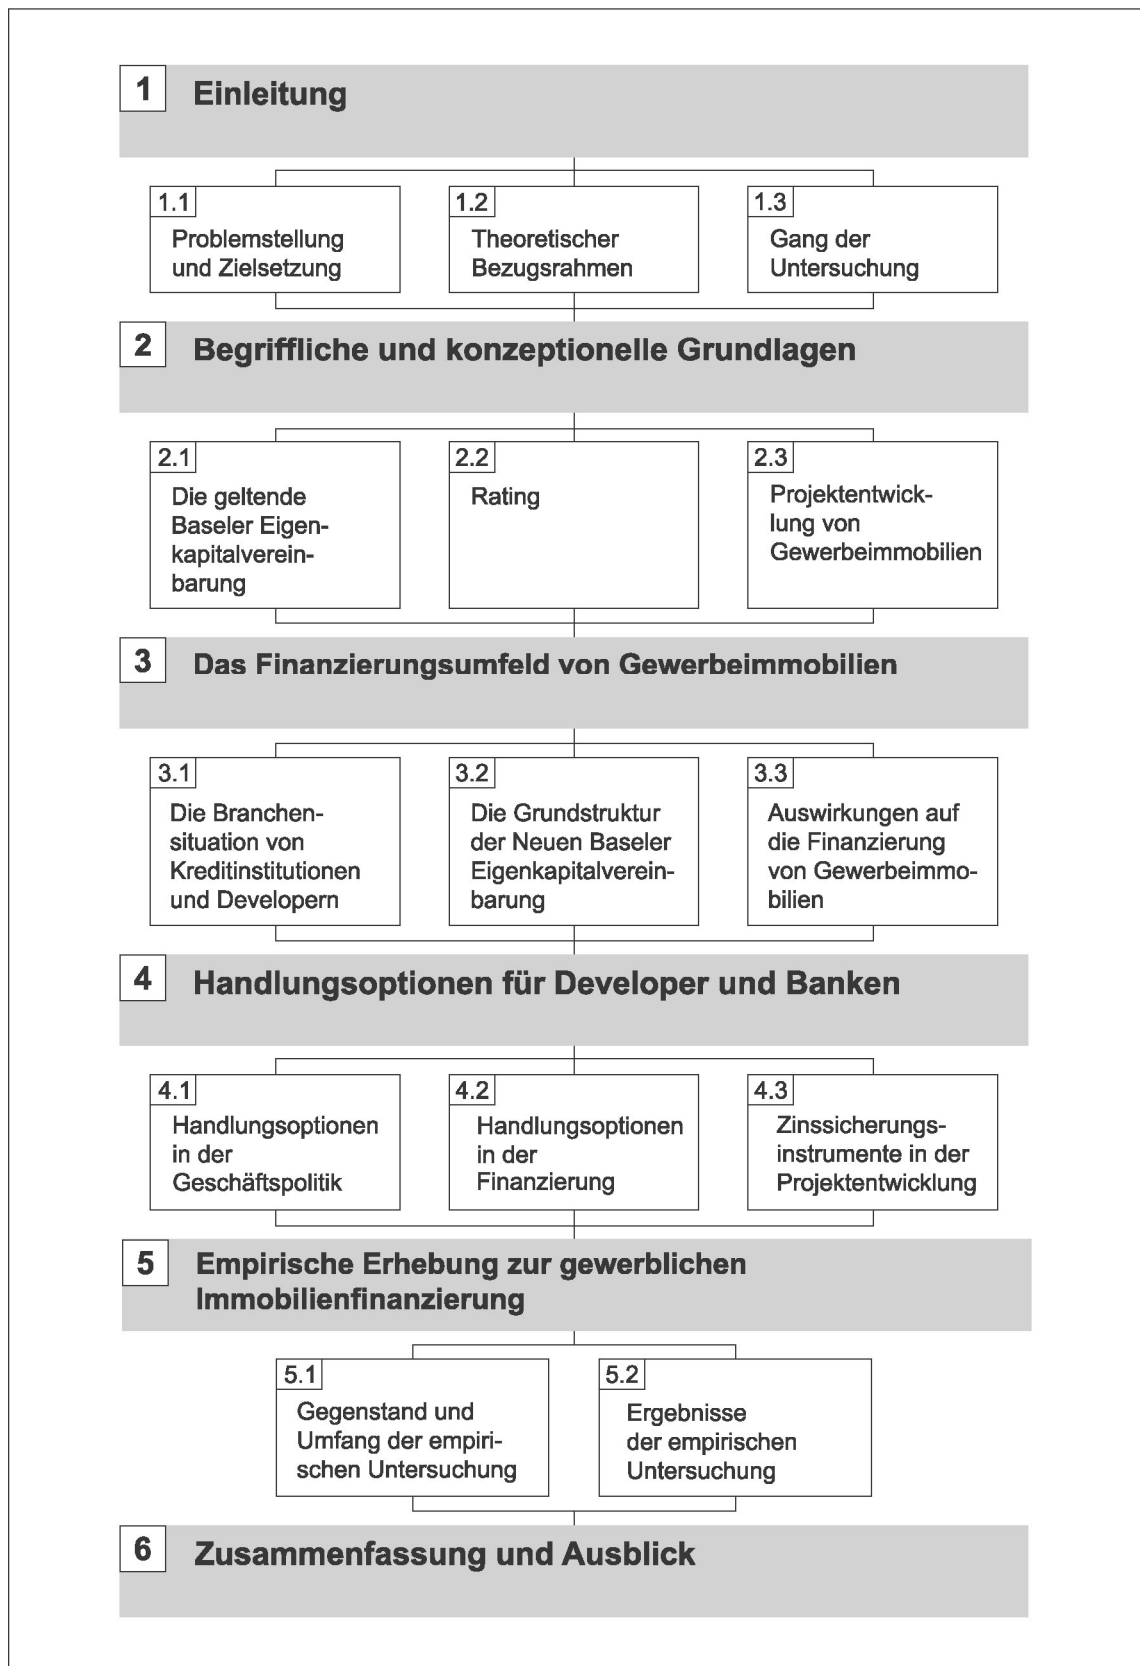 1 Einleitung
1.1
Problemstellung
und Zielsetzung
1.2
Theoretischer
Bezugsrahmen
1.3
Gang der
Untersuchung
2 Begriffliche und konzeptionelle Grundlagen
2.1
Die geltende
Baseler Eigen-
kapitalverein-
barung
2.2
Rating
2.3
Projektentwick-
lung von
Gewerbeimmobilien
3 Das Finanzierungsumfeld von Gewerbeimmobilien
3.1
Die Branchen-
situation von
Kreditinstitutionen
und Developern
3.2
Die Grundstruktur
der Neuen Baseler
Eigenkapitalverein-
barung
3.3
Auswirkungen auf
die Finanzierung
von Gewerbeimmo-
bilien
4 Handlungsoptionen für Developer und Banken
4.1
Handlungsoptionen
in der
Geschäftspolitik
4.2
Handlungsoptionen
in der
Finanzierung
4.3
Zinssicherungs-
instrumente in der
Projektentwicklung
5 Empirische Erhebung zur gewerblichen
Immobilienfinanzierung
5.1
Gegenstand und
Umfang der empiri-
schen Untersuchung
5.2
Ergebnisse
der empirischen
Untersuchung
6 Zusammenfassung und Ausblick